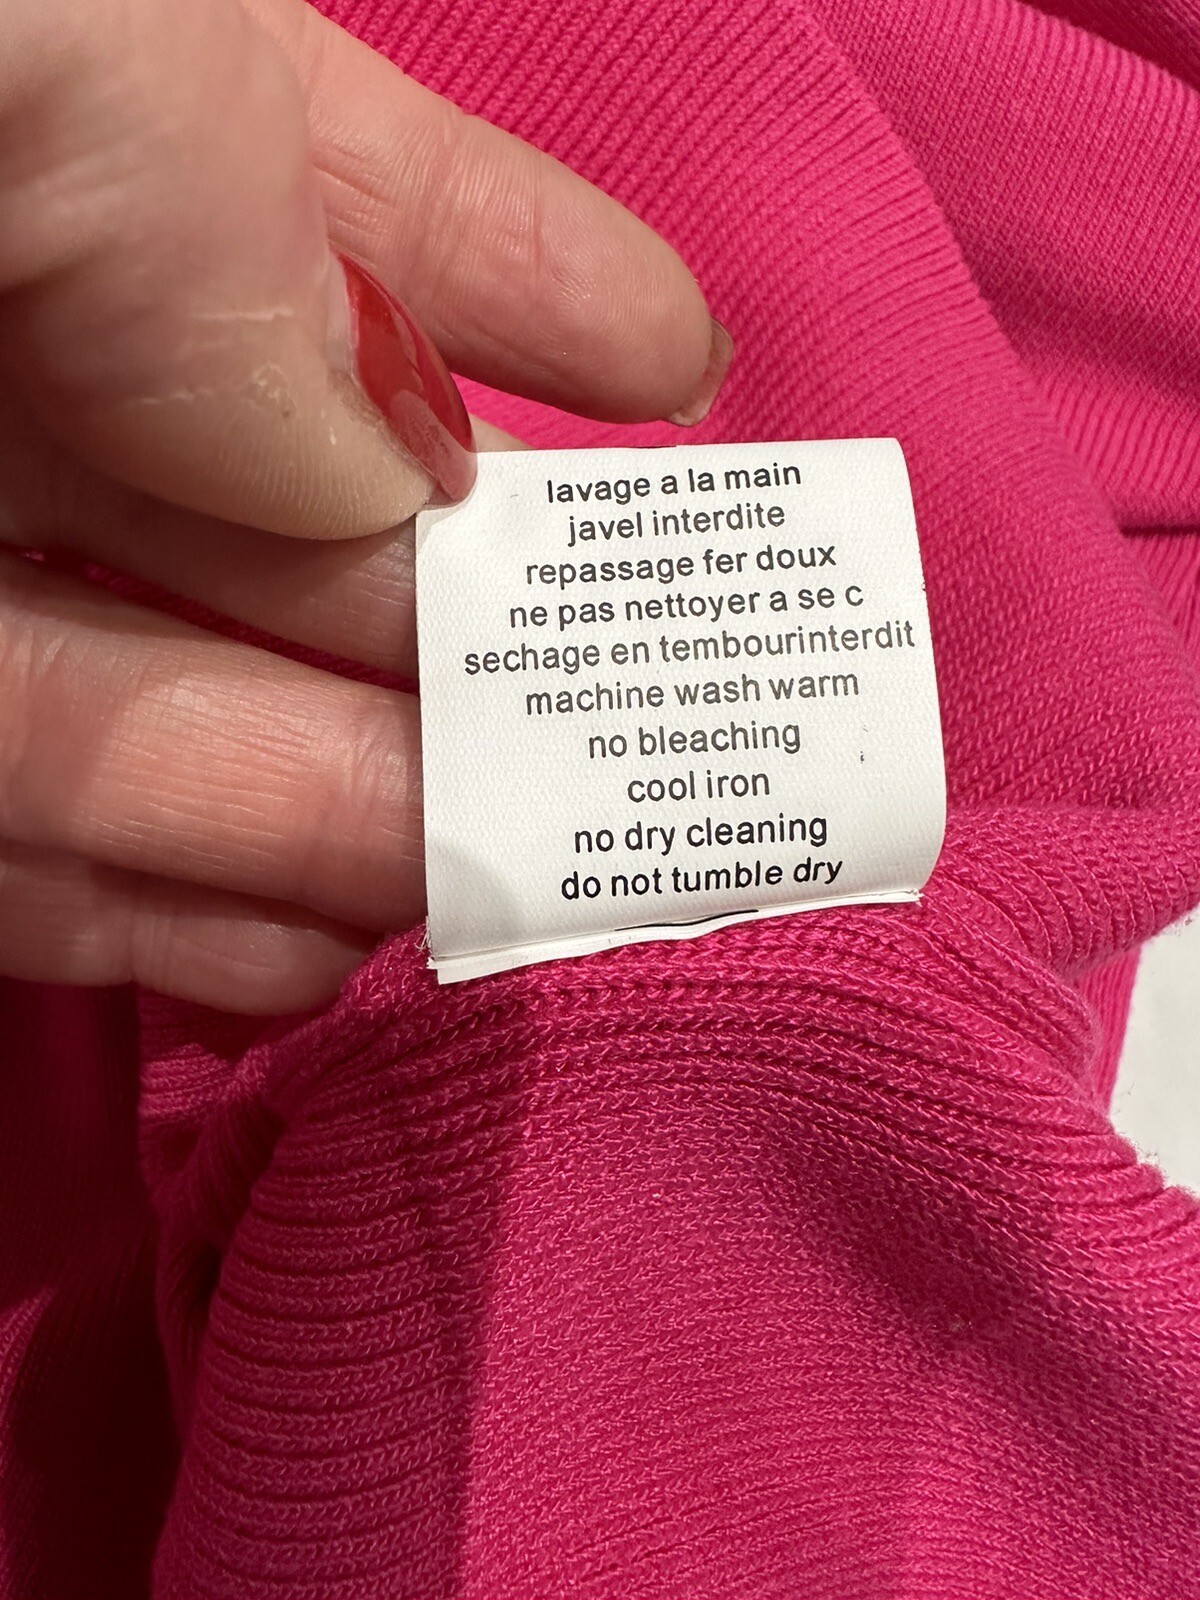 lavage a la main
javel interdite
repassage fer doux
ne pas nettoyer a se c
sechage en tembourinterdit
machine wash warm
no bleaching
cool iron
no dry cleaning
do not tumble dry